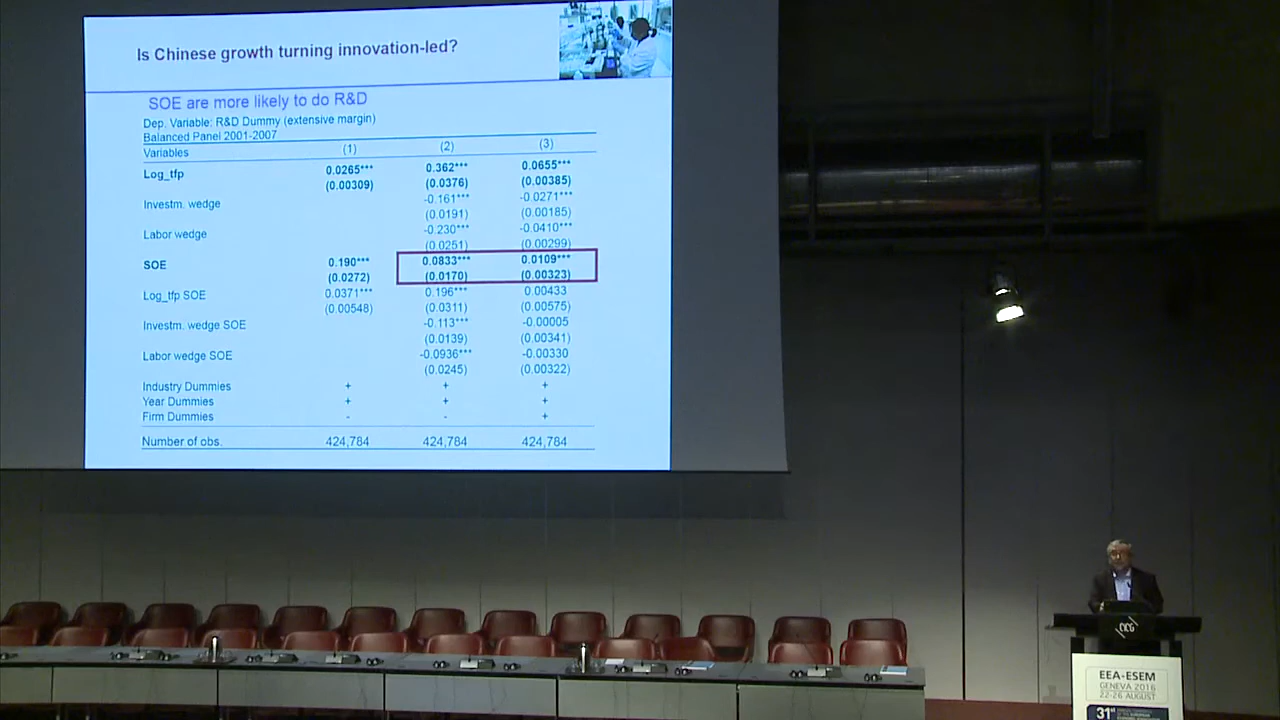 Is Chinese growth turning innovation-led?
SOE are more likely to do R&D
Dep. Variable: R&D Dummy (extensive margin)
Balanced Panel 2001-2007
Variables (1) (2) (3)
Log_tfp 0.0265*** 0.362*** 0.0655***
(0.00309) (0.0376) (0.00385)
Investm. wedge -0.161*** -0.0271***
(0.0191) (0.00185)
Labor wedge -0.230*** -0.0410***
(0.0251) (0.00299)
SOE 0.190*** 0.0833*** 0.0109***
(0.0272) (0.0170) (0.00323)
Log_tfp SOE 0.0371*** 0.196*** 0.00433
(0.00548) (0.0311) (0.00575)
Investm. wedge SOE -0.113*** -0.00005
(0.0139) (0.00341)
Labor wedge SOE -0.0936*** -0.00330
(0.0245) (0.00322)
Industry Dummies + + +
Year Dummies + + +
Firm Dummies - - +
Number of obs. 424,784 424,784 424,784
CICG
EEA-ESEM
GENEVA 2016
22-26 AUGUST
31st